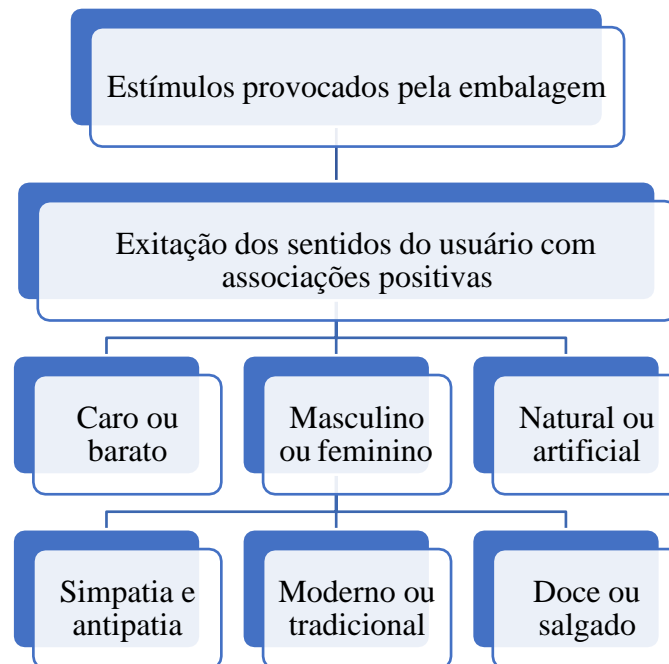 Estímulos provocados pela embalagem
Exitação dos sentidos do usuário com
associações positivas
Caro ou
barato
Masculino
ou feminino
Natural ou
artificial
Simpatia e
antipatia
Moderno ou
tradicional
Doce ou
salgado